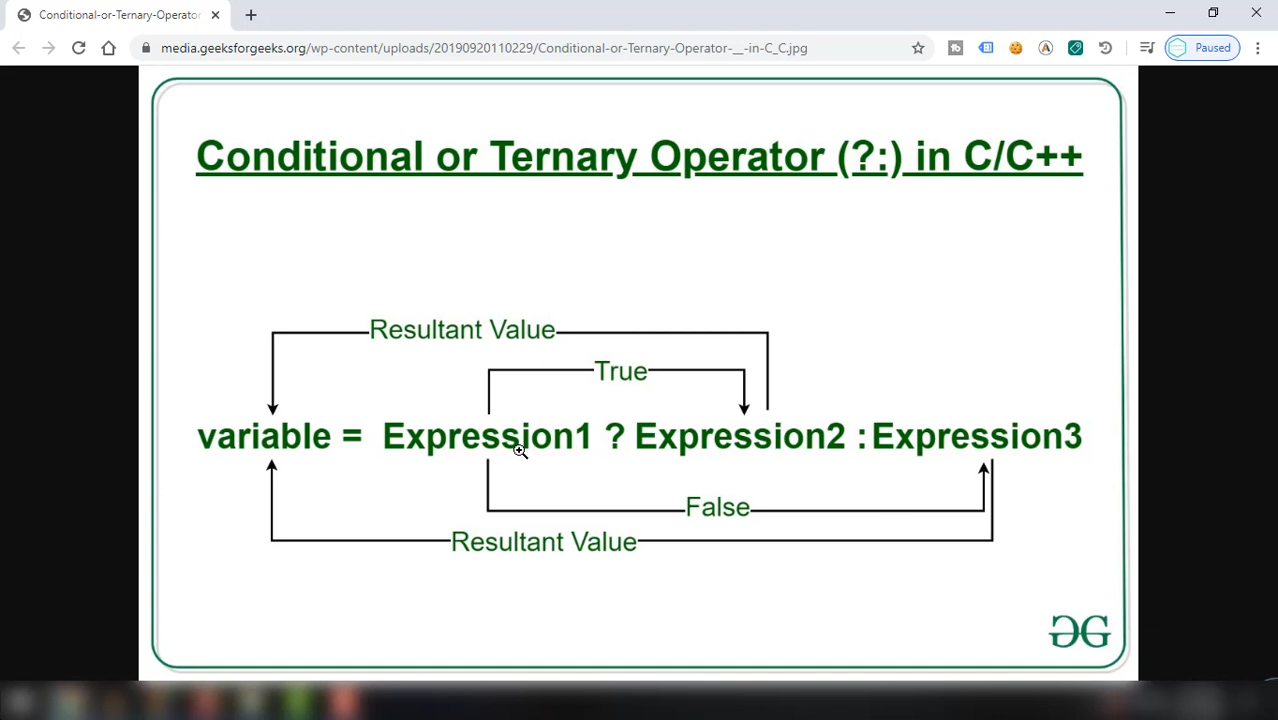 Conditional-or-Ternary-Operator
media.geeksforgeeks.org/wp-content/uploads/20190920110229/Conditional-or-Ternary-Operator-__-in-C_C.jpg
Paused
Conditional or Ternary Operator (?:) in C/C++
Resultant Value
True
variable = Expression1 ? Expression2 : Expression3
False
Resultant Value
GG